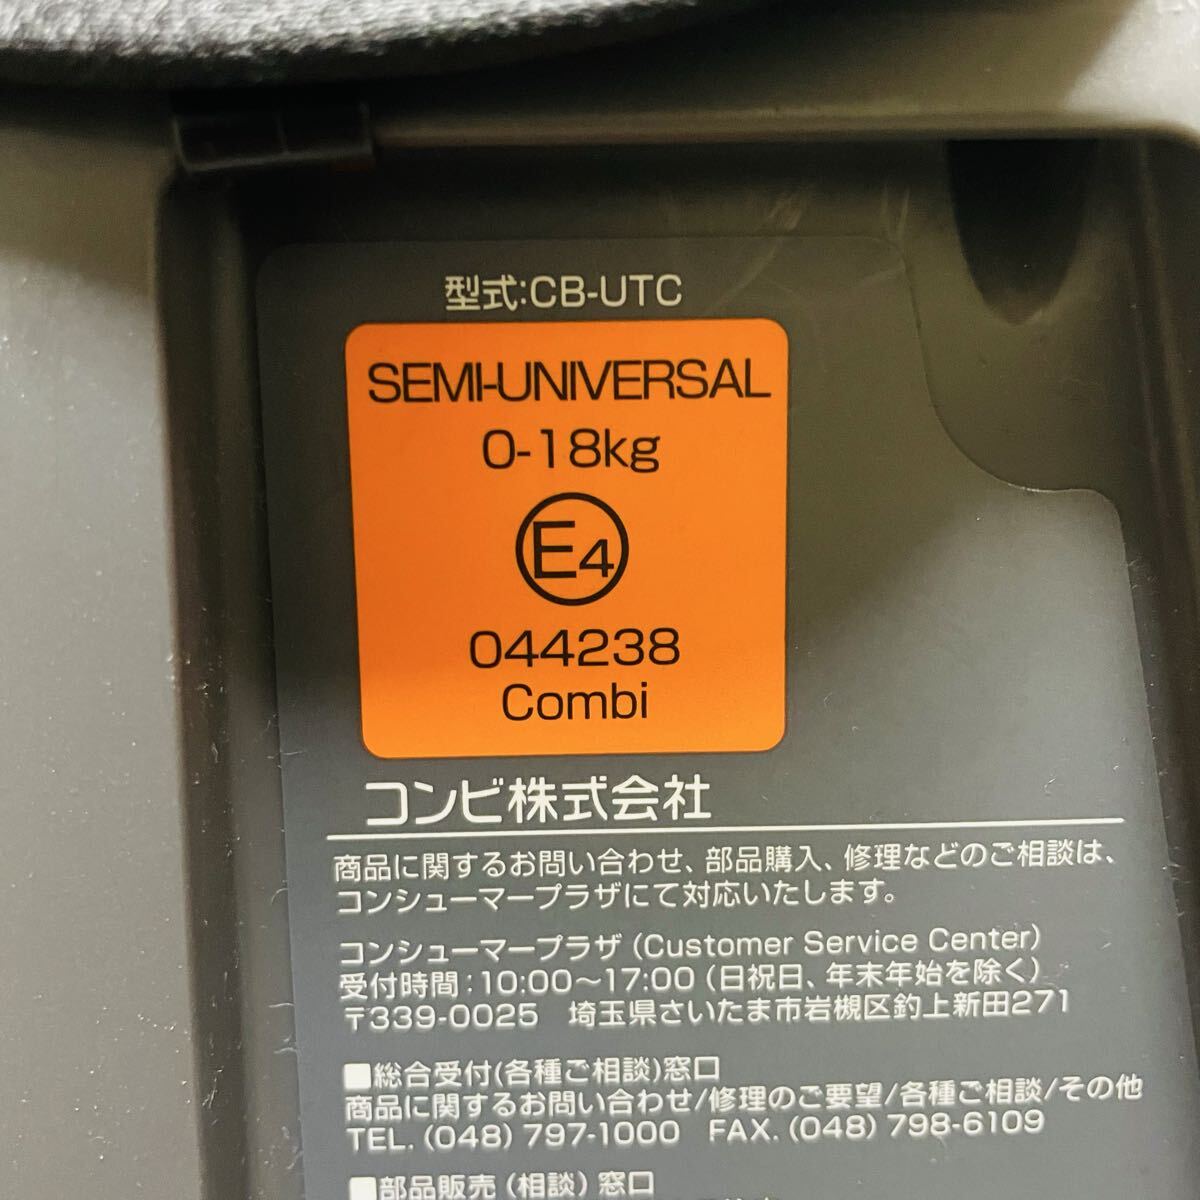 型式:CB-UTC
SEMI-UNIVERSAL
0-18kg
E4
044238
Combi
コンビ株式会社
商品に関するお問い合わせ、部品購入、修理などのご相談は、
コンシューマープラザにて対応いたします。
コンシューマープラザ (Customer Service Center)
受付時間:10:00〜17:00 (日祝日、年末年始を除く)
〒339-0025 埼玉県さいたま市岩槻区釣上新田271
■総合受付(各種ご相談)窓口
商品に関するお問い合わせ/修理のご要望/各種ご相談/その他
TEL. (048) 797-1000 FAX. (048) 798-6109
■部品販売 (相談) 窓口